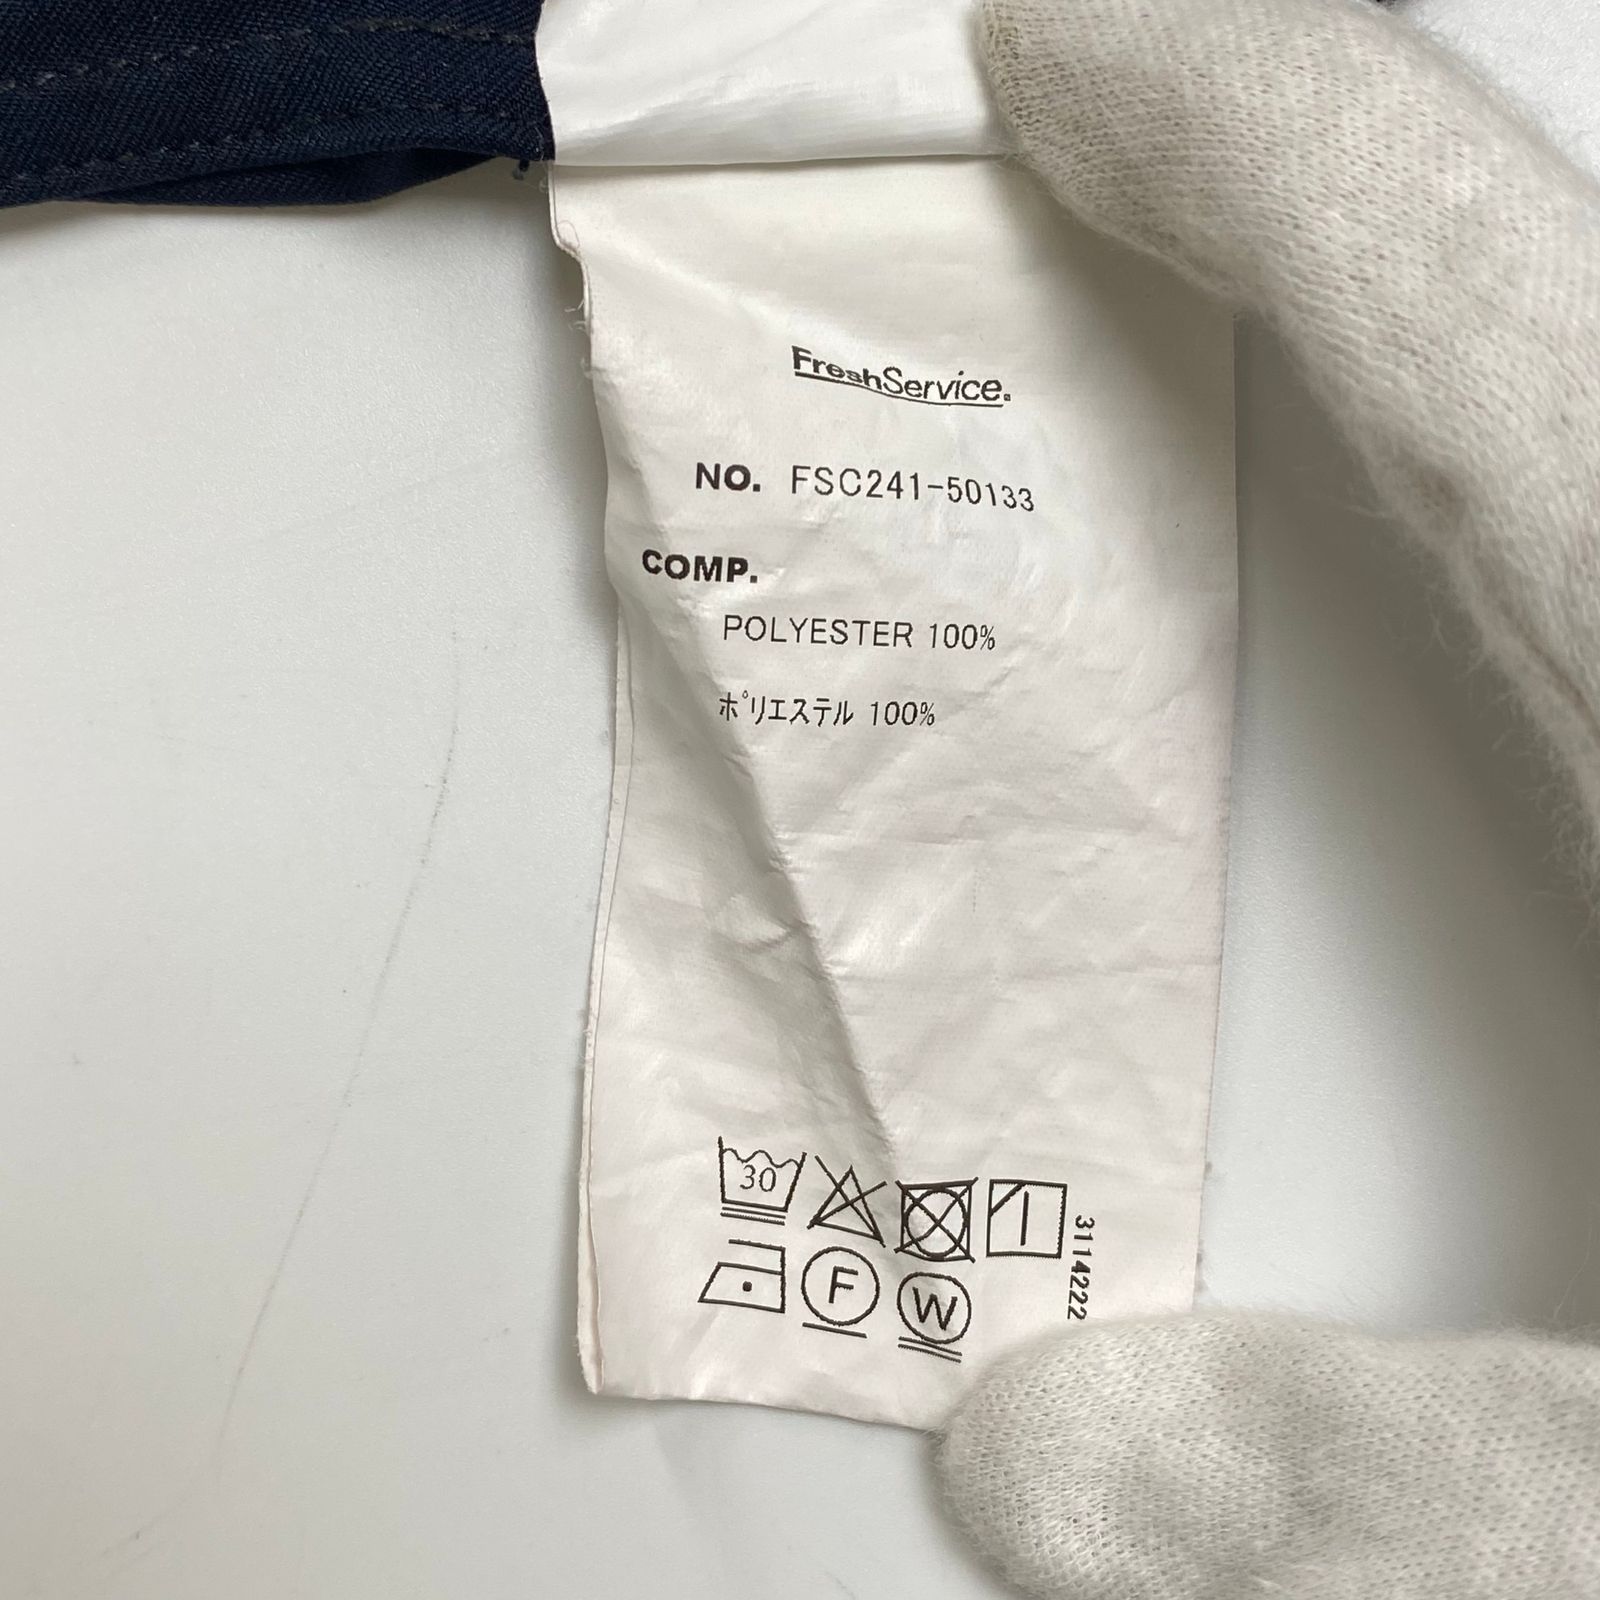 FreshService.
NO. FSC241-50133
COMP.
POLYESTER 100%
ﾎﾟﾘｴｽﾃﾙ 100%
30
F
W
3114222